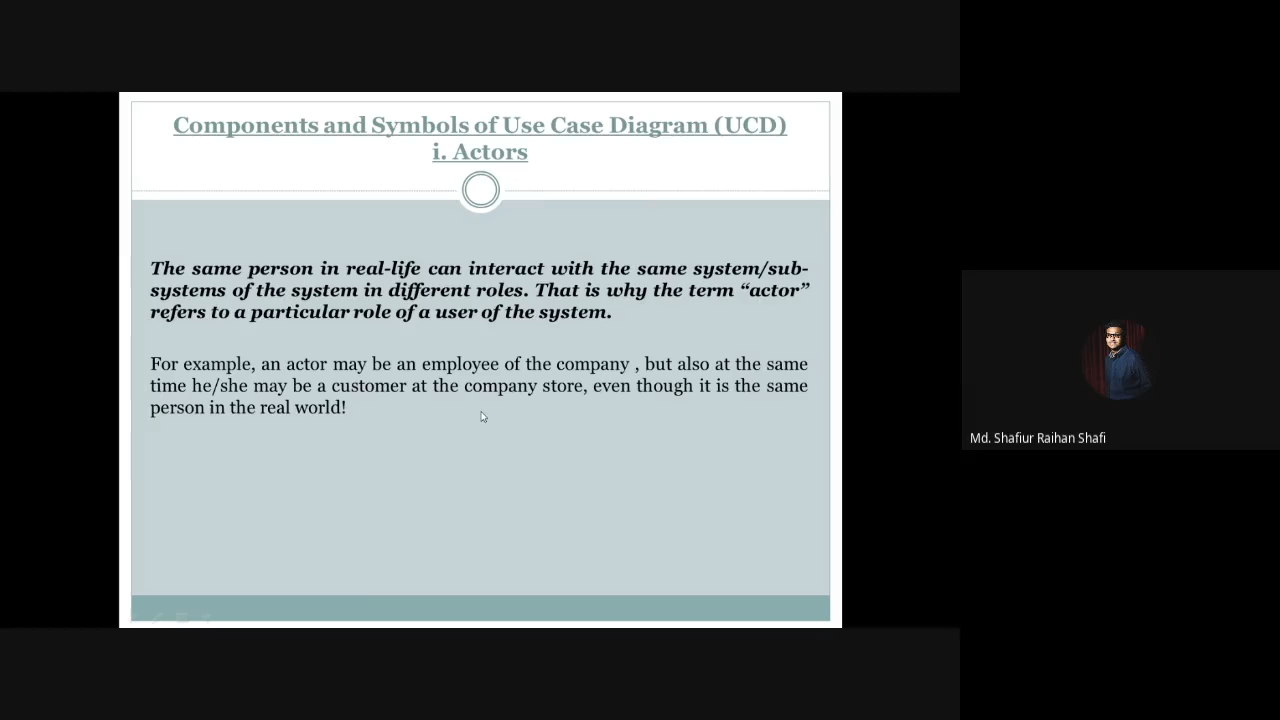 Components and Symbols of Use Case Diagram (UCD)
i. Actors
The same person in real-life can interact with the same system/sub-
systems of the system in different roles. That is why the term “actor”
refers to a particular role of a user of the system.
For example, an actor may be an employee of the company , but also at the same
time he/she may be a customer at the company store, even though it is the same
person in the real world!
Md. Shafiur Raihan Shafi